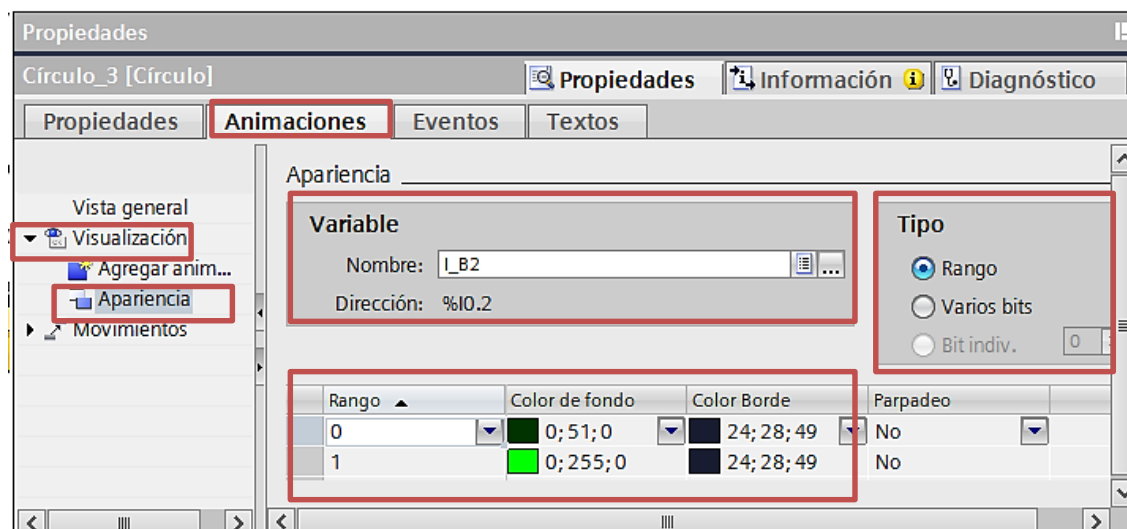 Propiedades
Círculo_3 [Círculo]
Propiedades
Información
Diagnóstico
Propiedades
Animaciones
Eventos
Textos
Vista general
Visualización
Agregar anim...
Apariencia
Movimientos
Apariencia
Variable
Nombre: I_B2
...
Dirección: %I0.2
Tipo
Rango
Varios bits
Bit indiv. 0
Rango Color de fondo Color Borde Parpadeo
0 0; 51; 0 24; 28; 49 No
1 0; 255; 0 24; 28; 49 No